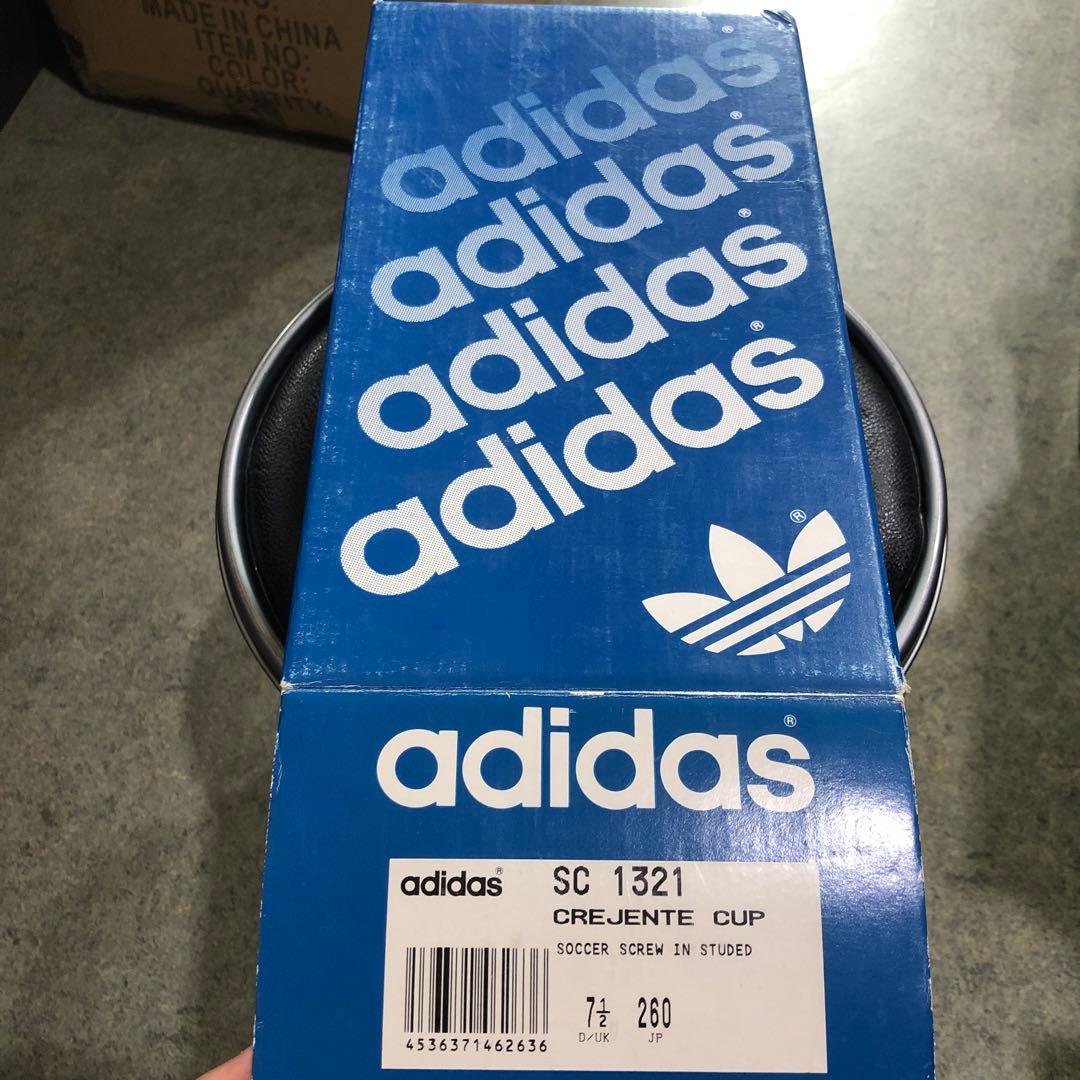 MADE IN CHINA
ITEM NO:
COLOR:
QUANTITY:
adidas®
adidas®
adidas®
adidas®
®
adidas®
adidas® SC 1321
CREJENTE CUP
SOCCER SCREW IN STUDED
7½ 260
D/UK JP
4536371462636